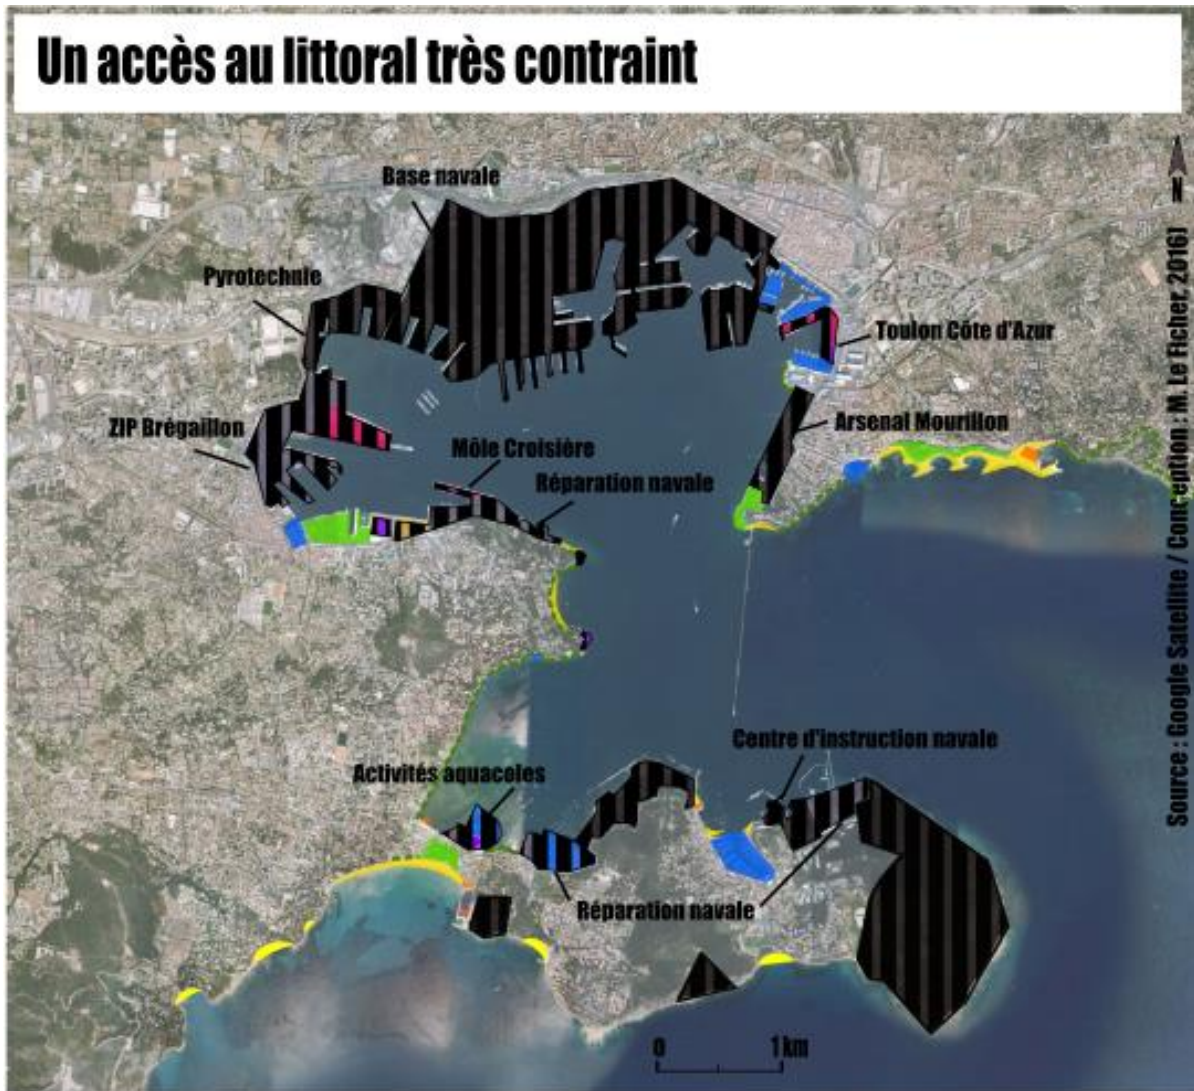 Un accès au littoral très contraint
Base navale
N
Pyrotechnie
Toulon Côte d'Azur
ZIP Brégaillon
Arsenal Mourillon
Môle Croisière
Réparation navale
Centre d'instruction navale
Activités aquacoles
Réparation navale
0 1 km
Source : Google Satellite / Conception : M. Le Ficher, 2016)